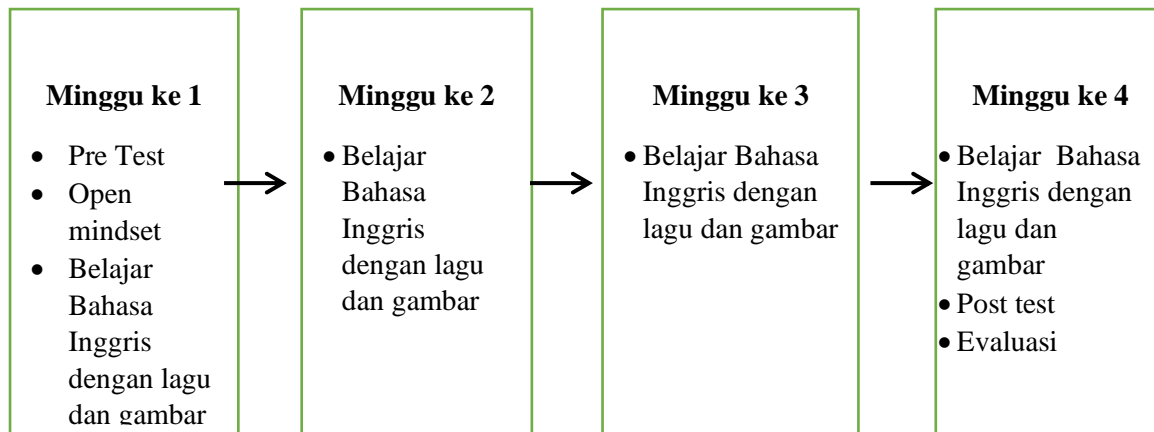 Minggu ke 1
• Pre Test
• Open
mindset
• Belajar
Bahasa
Inggris
dengan lagu
dan gambar
Minggu ke 2
• Belajar
Bahasa
Inggris
dengan lagu
dan gambar
Minggu ke 3
• Belajar Bahasa
Inggris dengan
lagu dan gambar
Minggu ke 4
• Belajar Bahasa
Inggris dengan
lagu dan
gambar
• Post test
• Evaluasi